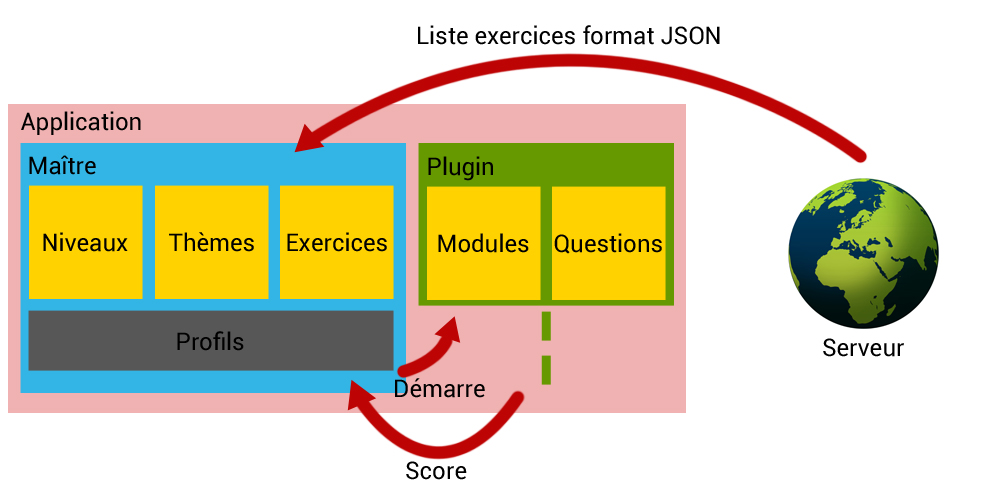 Liste exercices format JSON
Application
Maître
Plugin
Niveaux
Thèmes
Exercices
Modules
Questions
Profils
Serveur
Démarre
Score